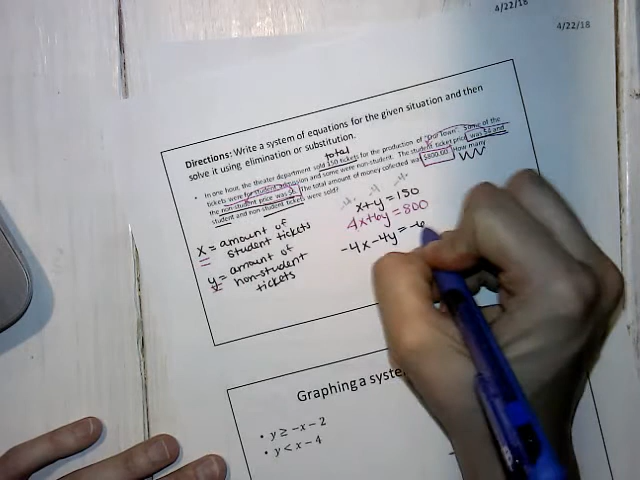 4/22/18
4/22/18
Directions: Write a system of equations for the given situation and then
solve it using elimination or substitution.
total
• In one hour, the theater department sold 150 tickets for the production of "Our Town". Some of the
tickets were for student admission and some were non-student. The student ticket price was $4 and
the non-student price was $6. The total amount of money collected was $800.00. How many
student and non-student tickets were sold?
-4 -4 -4
x+y=150
4x+6y=800
-4x-4y=-6
x = amount of
student tickets
y = amount of
non-student
tickets
Graphing a syste
• y ≥ -x - 2
• y < x - 4